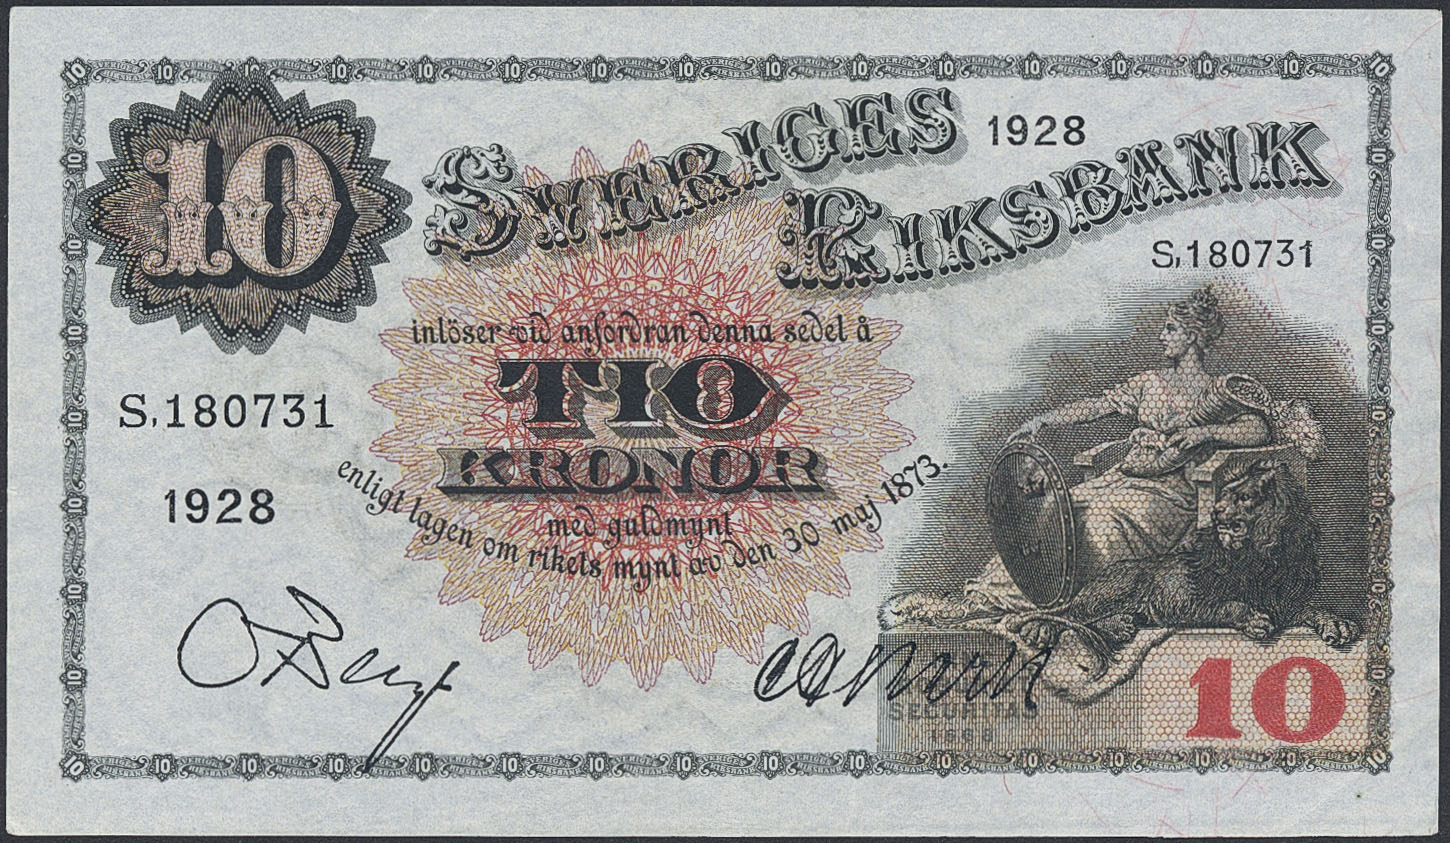 10
SVERIGES
1928
RIKSBANK
S,180731
inlöser vid anfordran denna sedel å
TIO
S,180731
KRONOR
1928
med guldmynt
enligt lagen om rikets mynt av den 30 maj 1873.
SECURITAS
10